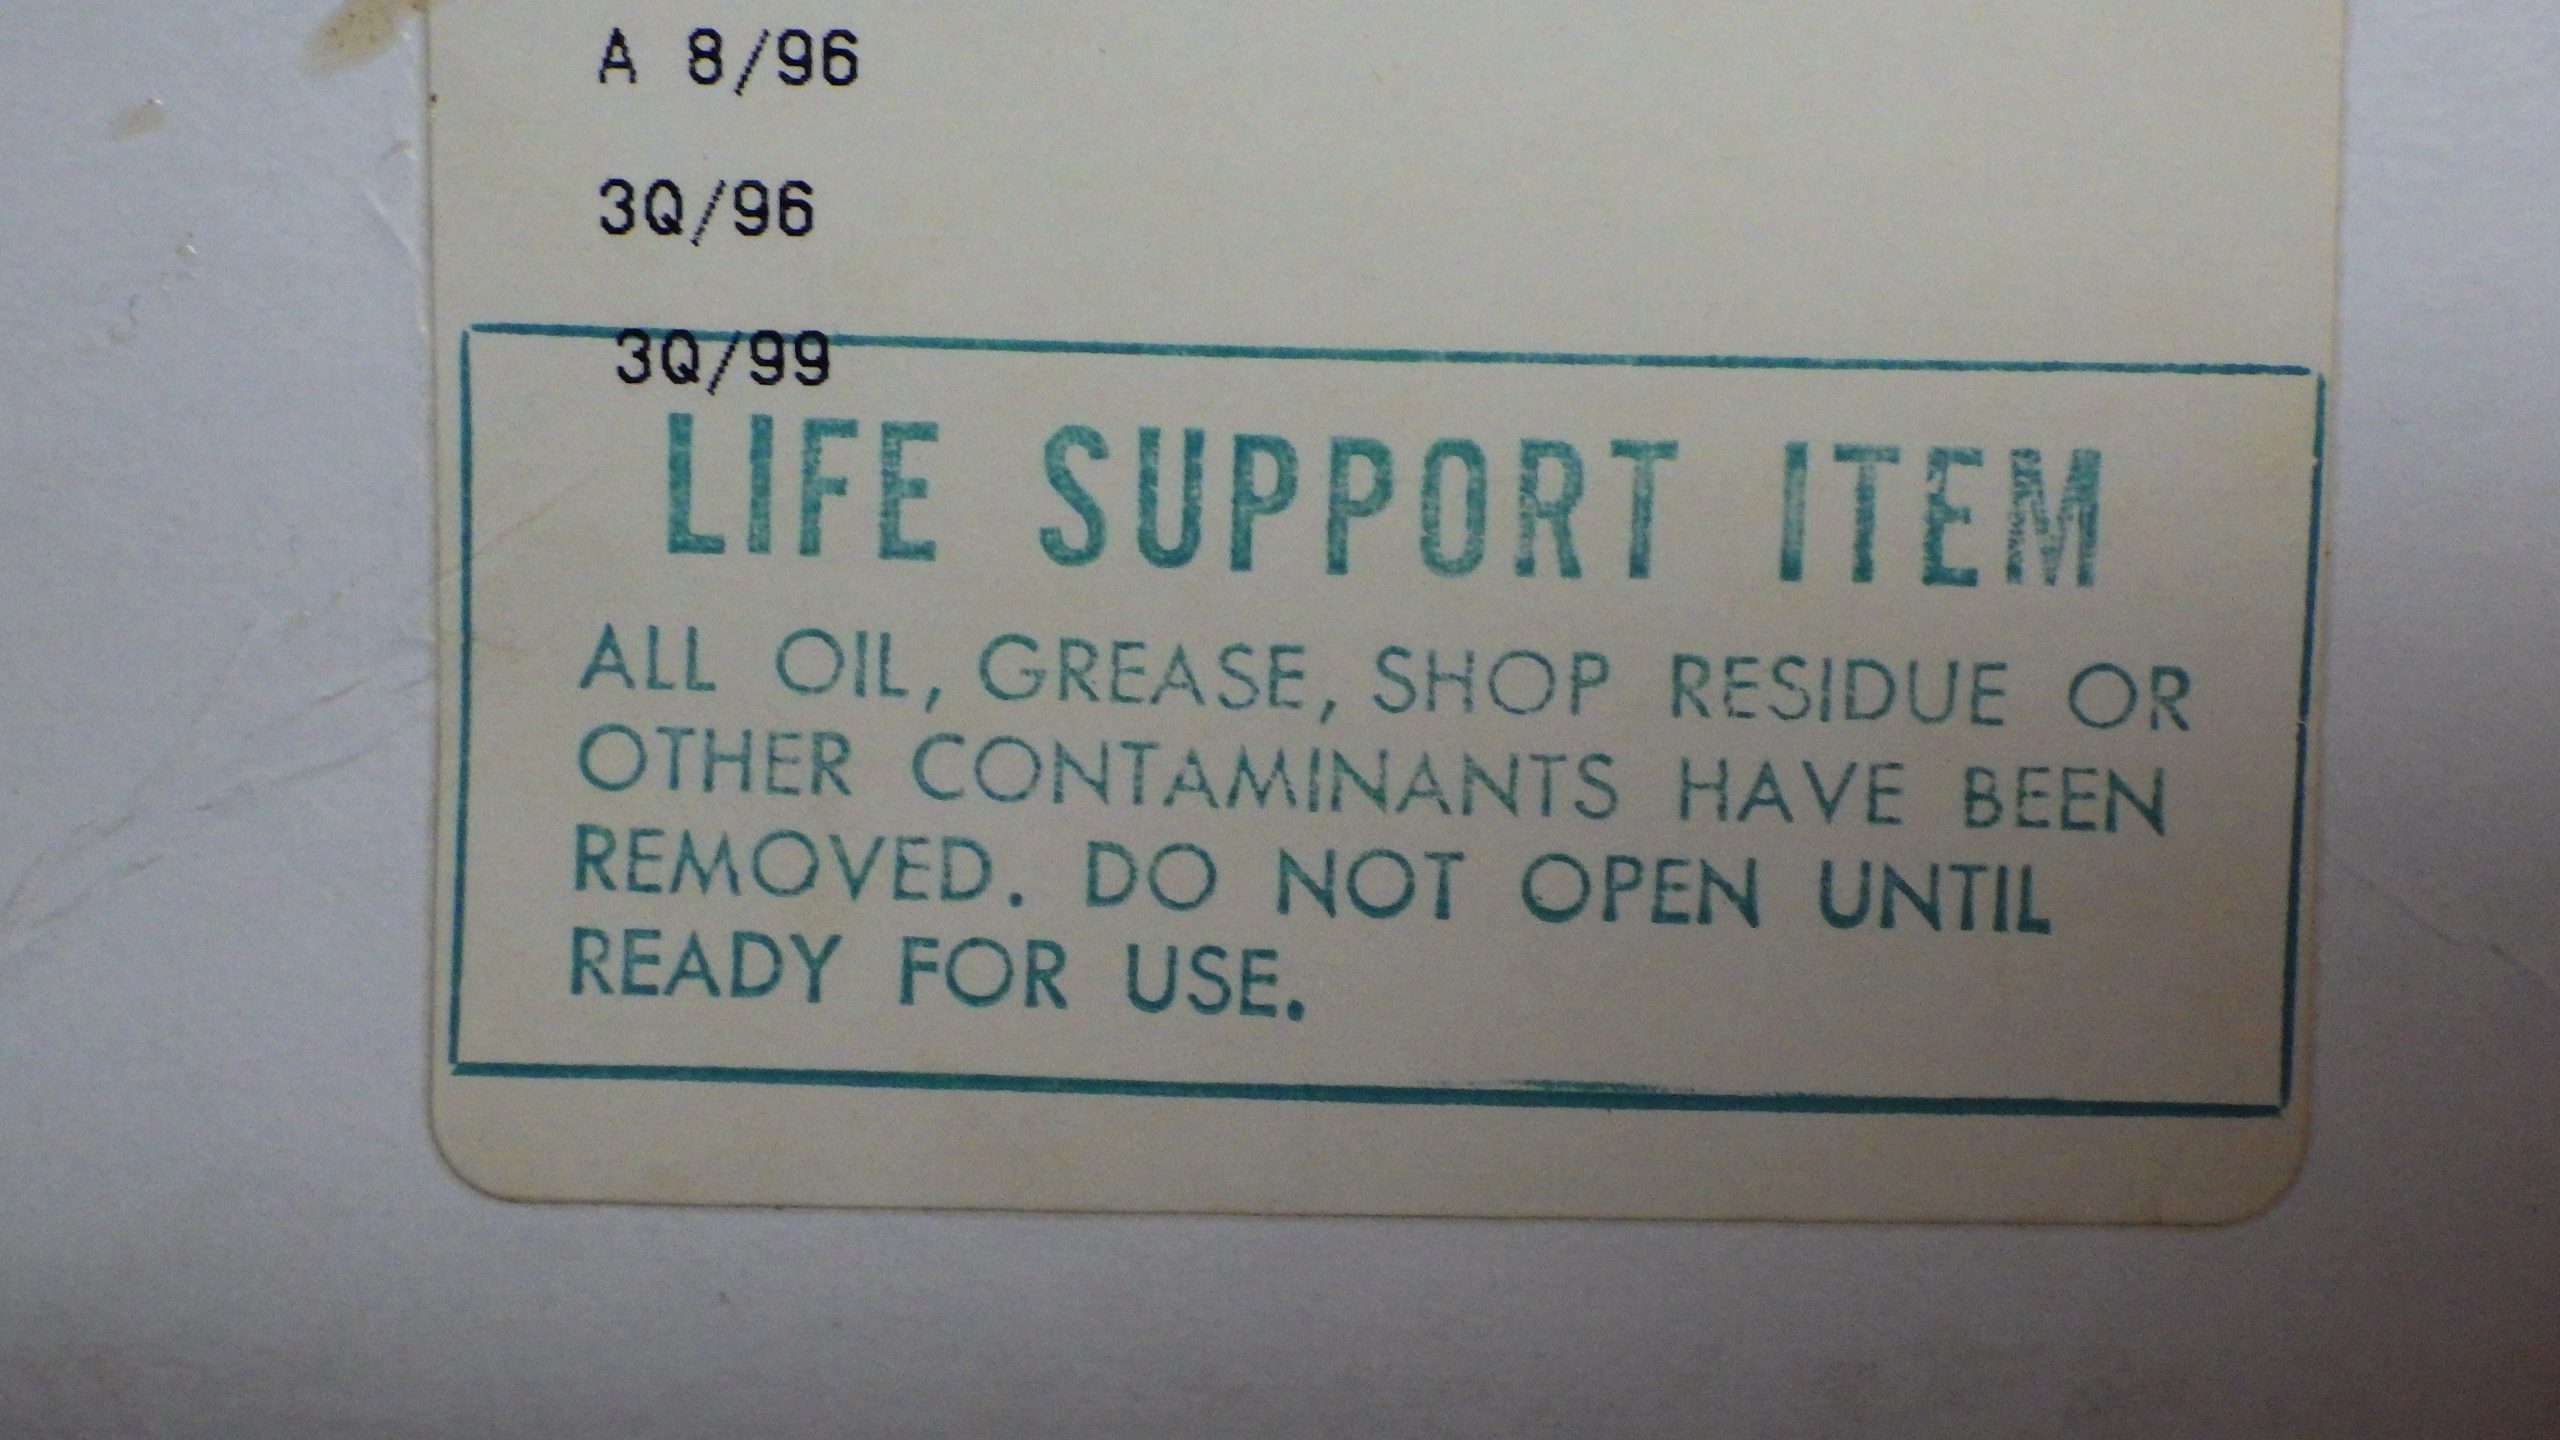 A 8/96
3Q/96
3Q/99
LIFE SUPPORT ITEM
ALL OIL, GREASE, SHOP RESIDUE OR
OTHER CONTAMINANTS HAVE BEEN
REMOVED. DO NOT OPEN UNTIL
READY FOR USE.